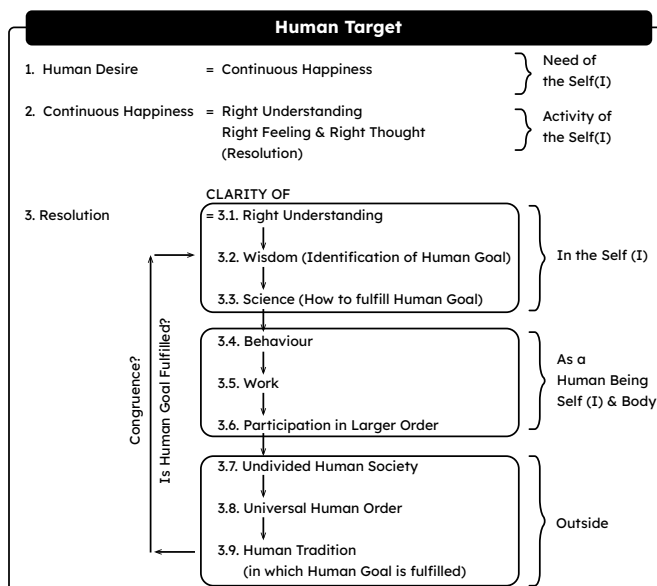 Human Target
1. Human Desire = Continuous Happiness
Need of
the Self(I)
2. Continuous Happiness = Right Understanding
Right Feeling & Right Thought
(Resolution)
Activity of
the Self(I)
CLARITY OF
3. Resolution = 3.1. Right Understanding
3.2. Wisdom (Identification of Human Goal)
3.3. Science (How to fulfill Human Goal)
In the Self (I)
3.4. Behaviour
3.5. Work
3.6. Participation in Larger Order
As a
Human Being
Self (I) & Body
3.7. Undivided Human Society
3.8. Universal Human Order
3.9. Human Tradition
(in which Human Goal is fulfilled)
Outside
Congruence?
Is Human Goal Fulfilled?